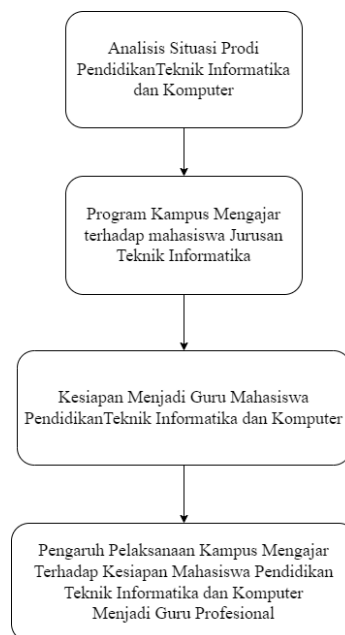 Analisis Situasi Prodi
PendidikanTeknik Informatika
dan Komputer
Program Kampus Mengajar
terhadap mahasiswa Jurusan
Teknik Informatika
Kesiapan Menjadi Guru Mahasiswa
PendidikanTeknik Informatika dan Komputer
Pengaruh Pelaksanaan Kampus Mengajar
Terhadap Kesiapan Mahasiswa Pendidikan
Teknik Informatika dan Komputer
Menjadi Guru Profesional